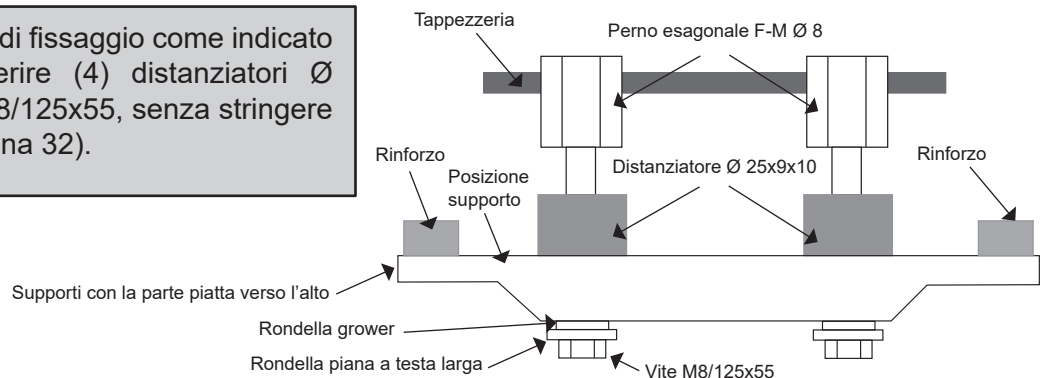 di fissaggio come indicato
erire (4) distanziatori Ø
8/125x55, senza stringere
na 32).
Tappezzeria
Perno esagonale F-M Ø 8
Rinforzo
Posizione
supporto
Distanziatore Ø 25x9x10
Rinforzo
Supporti con la parte piatta verso l’alto
Rondella grower
Rondella piana a testa larga
Vite M8/125x55